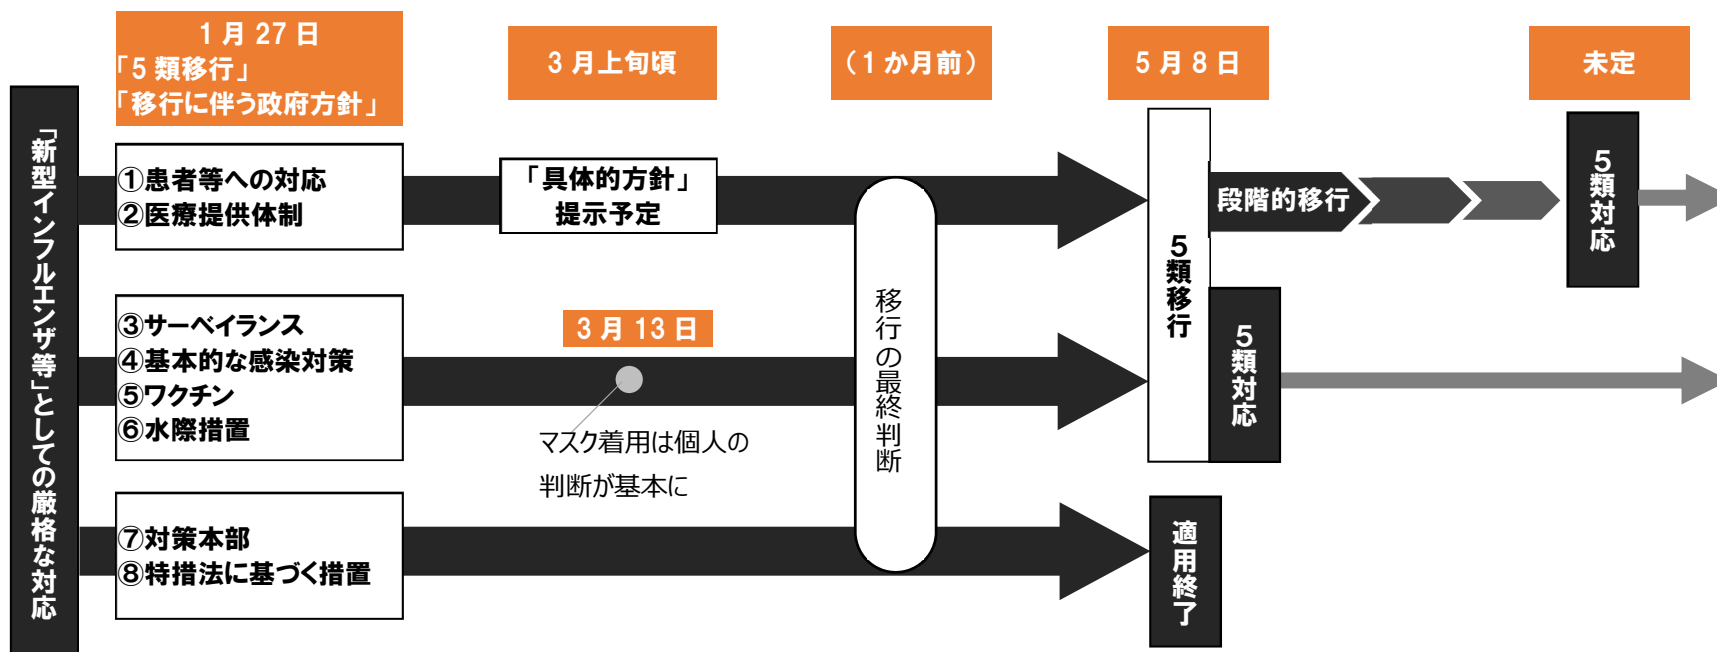 1月27日
「5類移行」
「移行に伴う政府方針」
3月上旬頃
(1か月前)
5月8日
未定
「新型インフルエンザ等」としての厳格な対応
①患者等への対応
②医療提供体制
「具体的方針」
提示予定
段階的移行
5類対応
5類移行
③サーベイランス
④基本的な感染対策
⑤ワクチン
⑥水際措置
3月13日
マスク着用は個人の
判断が基本に
移行の最終判断
5類対応
⑦対策本部
⑧特措法に基づく措置
適用終了